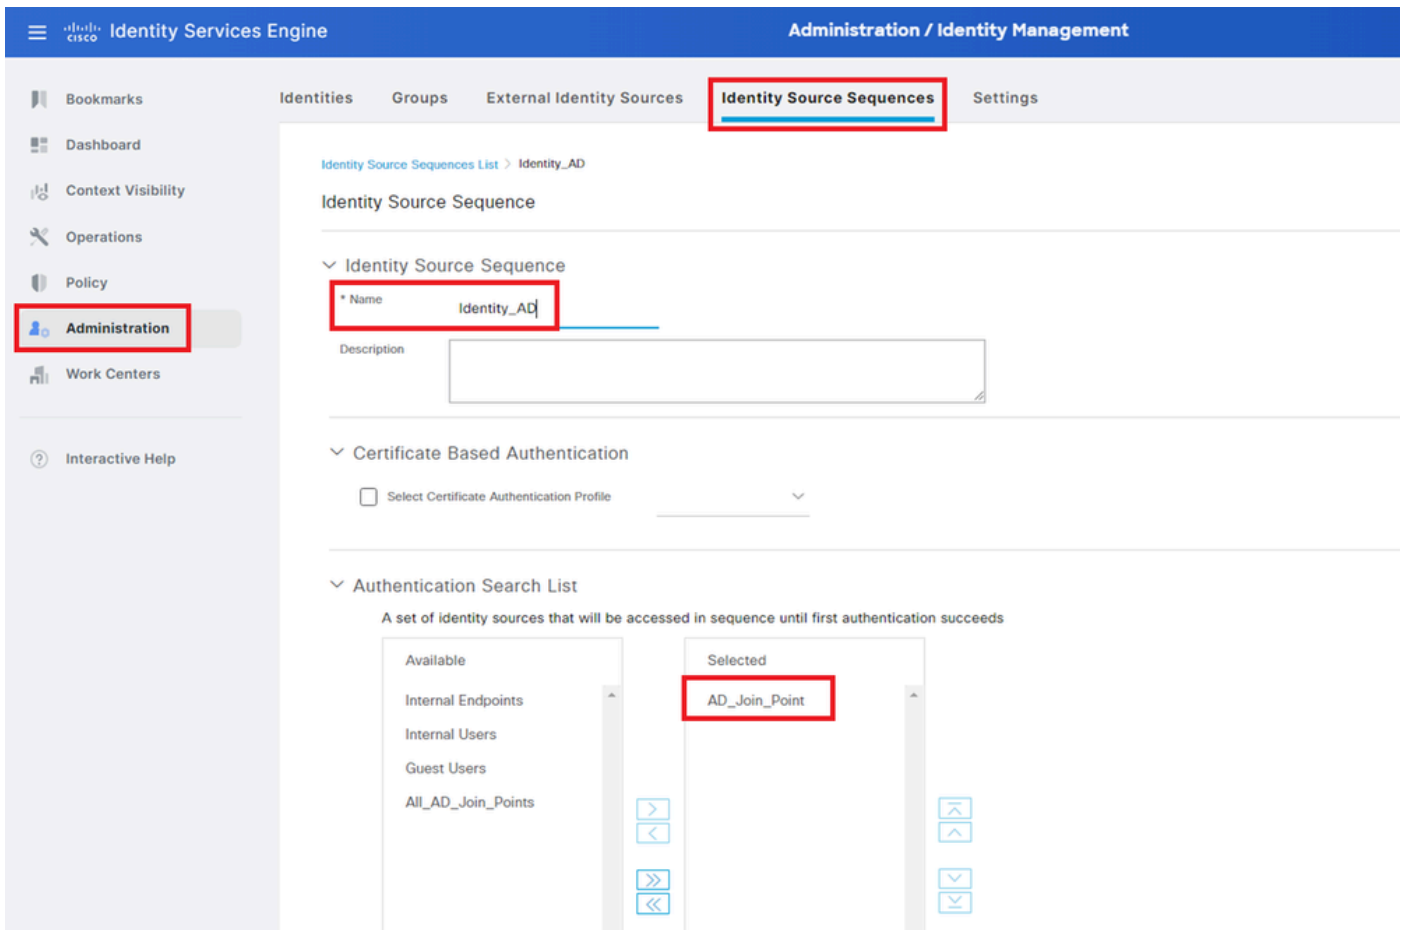 cisco Identity Services Engine
Administration / Identity Management
Bookmarks
Dashboard
Context Visibility
Operations
Policy
Administration
Work Centers
Interactive Help
Identities Groups External Identity Sources Identity Source Sequences Settings
Identity Source Sequences List > Identity_AD
Identity Source Sequence
Identity Source Sequence
* Name Identity_AD
Description
Certificate Based Authentication
Select Certificate Authentication Profile
Authentication Search List
A set of identity sources that will be accessed in sequence until first authentication succeeds
Available
Internal Endpoints
Internal Users
Guest Users
All_AD_Join_Points
Selected
AD_Join_Point